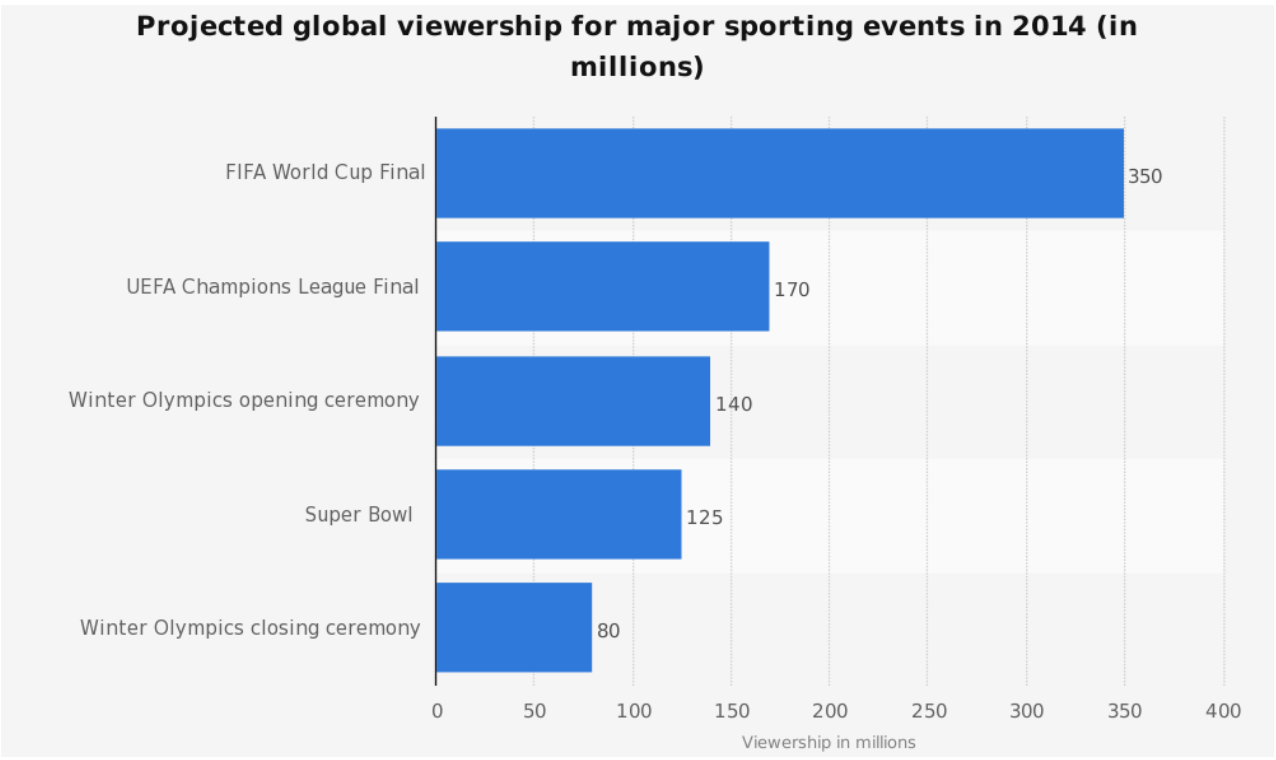 Projected global viewership for major sporting events in 2014 (in
millions)
FIFA World Cup Final
350
UEFA Champions League Final
170
Winter Olympics opening ceremony
140
Super Bowl
125
Winter Olympics closing ceremony
80
0 50 100 150 200 250 300 350 400
Viewership in millions